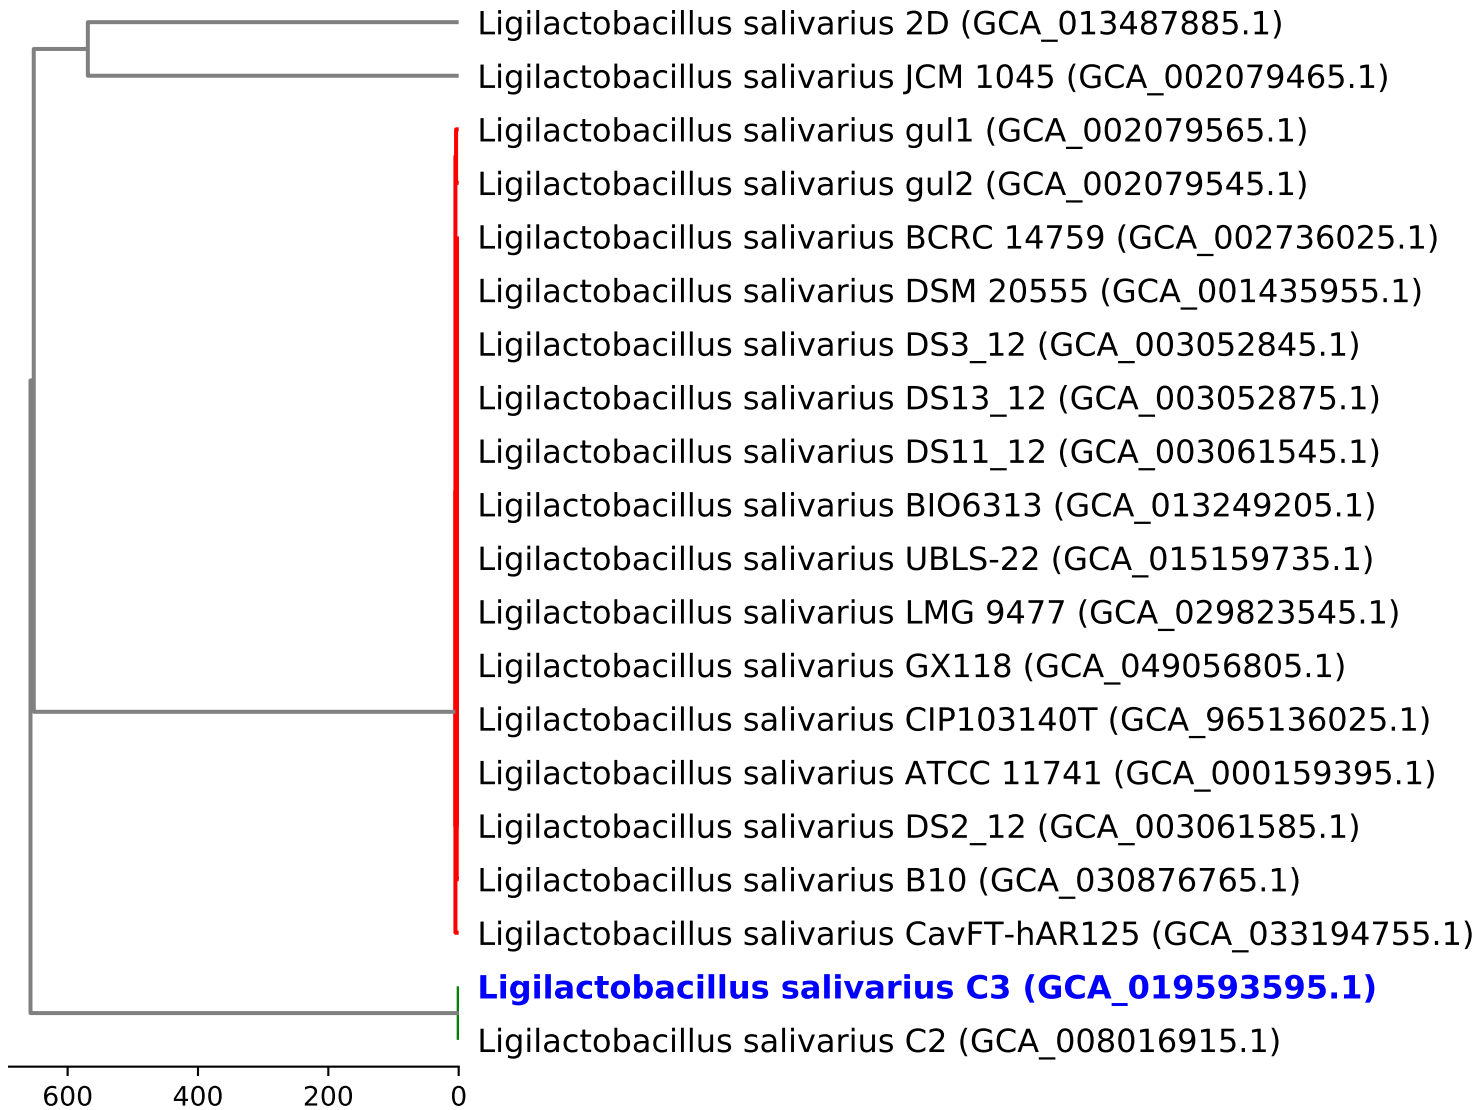 Ligilactobacillus salivarius 2D (GCA_013487885.1)
Ligilactobacillus salivarius JCM 1045 (GCA_002079465.1)
Ligilactobacillus salivarius gul1 (GCA_002079565.1)
Ligilactobacillus salivarius gul2 (GCA_002079545.1)
Ligilactobacillus salivarius BCRC 14759 (GCA_002736025.1)
Ligilactobacillus salivarius DSM 20555 (GCA_001435955.1)
Ligilactobacillus salivarius DS3_12 (GCA_003052845.1)
Ligilactobacillus salivarius DS13_12 (GCA_003052875.1)
Ligilactobacillus salivarius DS11_12 (GCA_003061545.1)
Ligilactobacillus salivarius BIO6313 (GCA_013249205.1)
Ligilactobacillus salivarius UBLS-22 (GCA_015159735.1)
Ligilactobacillus salivarius LMG 9477 (GCA_029823545.1)
Ligilactobacillus salivarius GX118 (GCA_049056805.1)
Ligilactobacillus salivarius CIP103140T (GCA_965136025.1)
Ligilactobacillus salivarius ATCC 11741 (GCA_000159395.1)
Ligilactobacillus salivarius DS2_12 (GCA_003061585.1)
Ligilactobacillus salivarius B10 (GCA_030876765.1)
Ligilactobacillus salivarius CavFT-hAR125 (GCA_033194755.1)
Ligilactobacillus salivarius C3 (GCA_019593595.1)
Ligilactobacillus salivarius C2 (GCA_008016915.1)
600 400 200 0